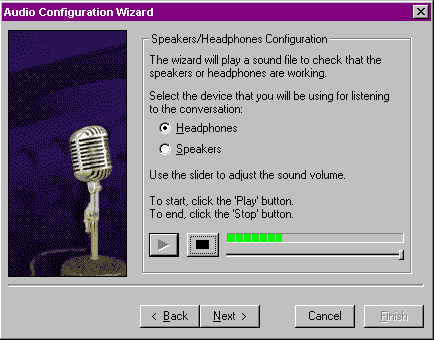 Audio Configuration Wizard
Speakers/Headphones Configuration
The wizard will play a sound file to check that the
speakers or headphones are working.
Select the device that you will be using for listening
to the conversation:
Headphones
Speakers
Use the slider to adjust the sound volume.
To start, click the 'Play' button.
To end, click the 'Stop' button.
< Back
Next >
Cancel
Finish